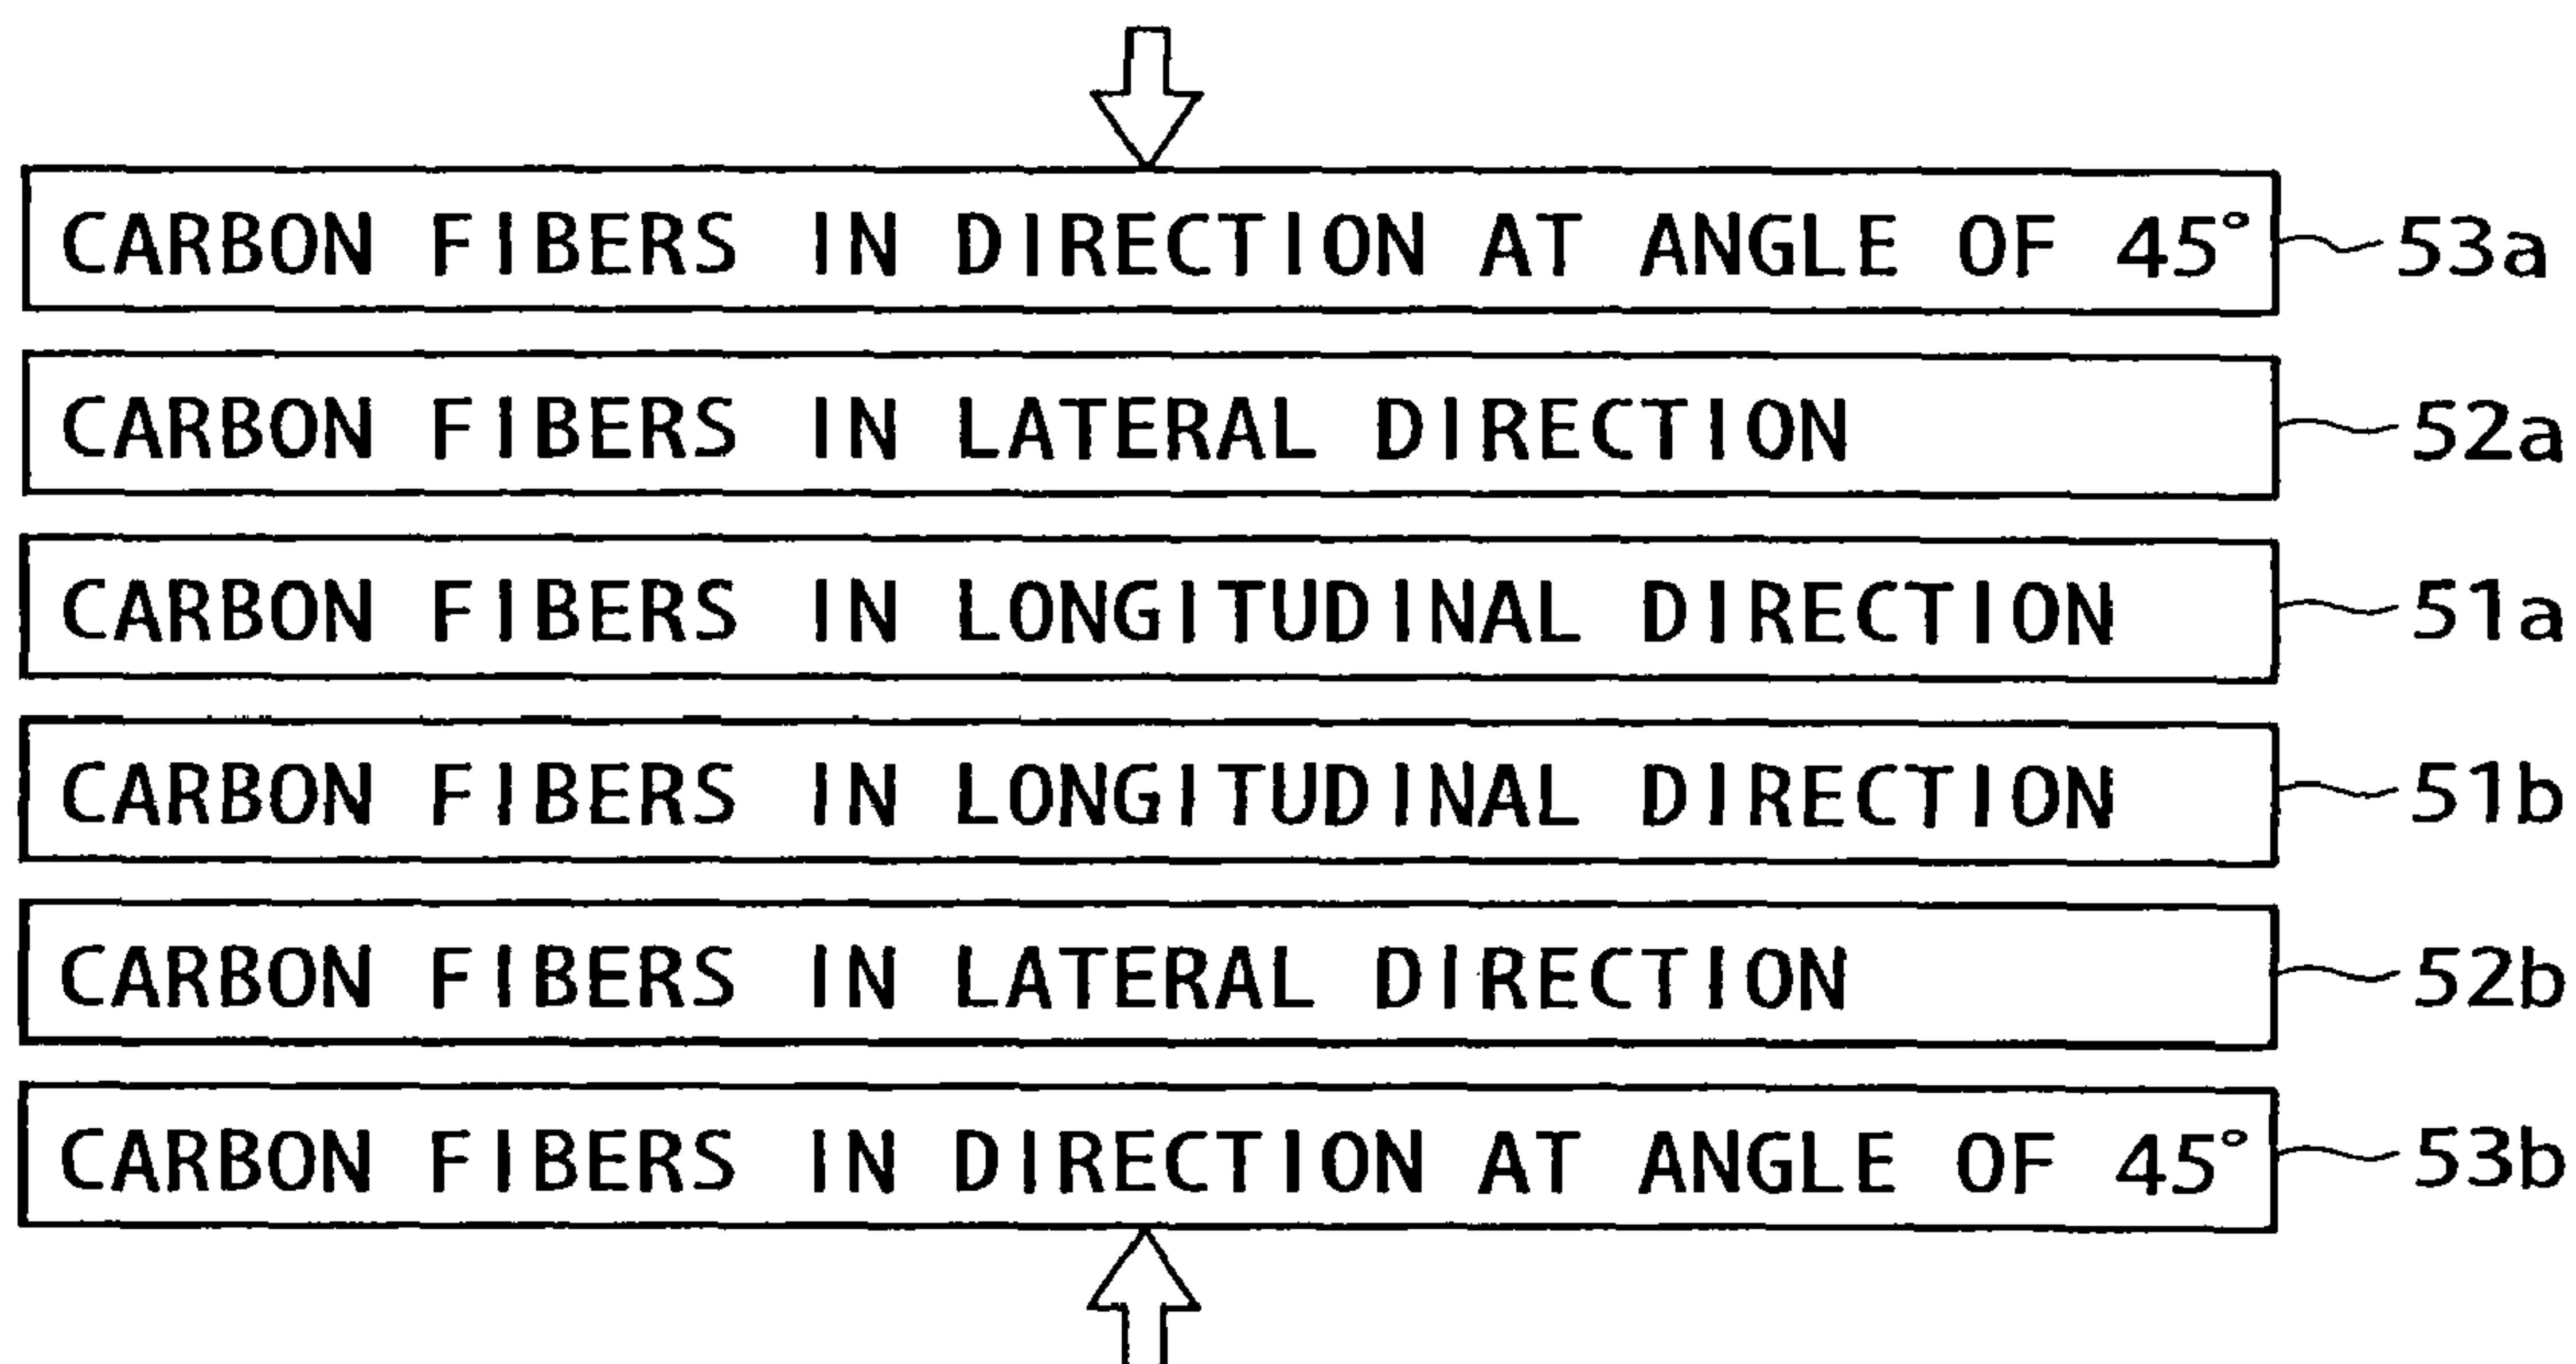 CARBON FIBERS IN DIRECTION AT ANGLE OF 45° 53a
CARBON FIBERS IN LATERAL DIRECTION 52a
CARBON FIBERS IN LONGITUDINAL DIRECTION 51a
CARBON FIBERS IN LONGITUDINAL DIRECTION 51b
CARBON FIBERS IN LATERAL DIRECTION 52b
CARBON FIBERS IN DIRECTION AT ANGLE OF 45° 53b